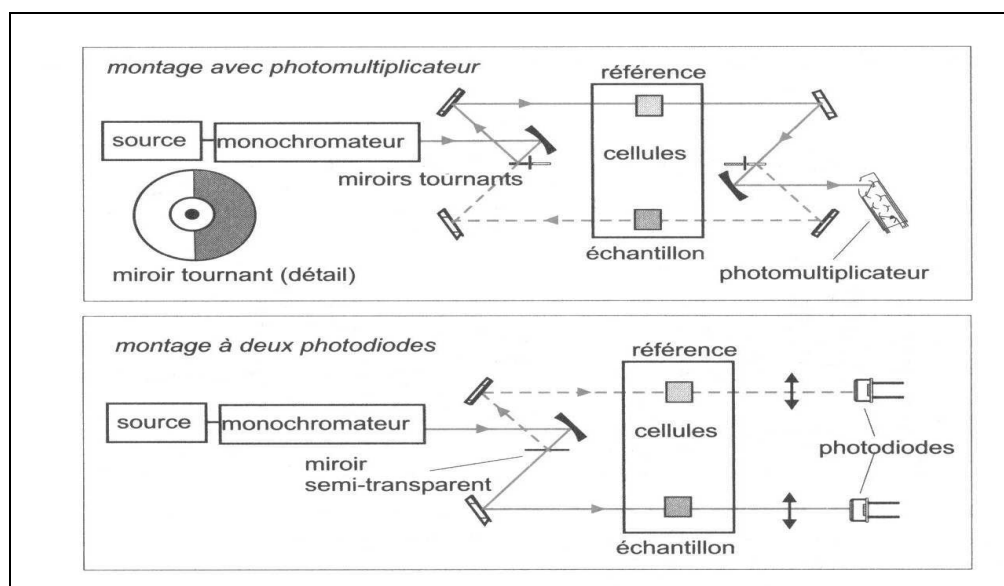 montage avec photomultiplicateur
référence
source
monochromateur
cellules
miroirs tournants
échantillon
miroir tournant (détail)
photomultiplicateur
montage à deux photodiodes
référence
source
monochromateur
cellules
photodiodes
miroir
semi-transparent
échantillon